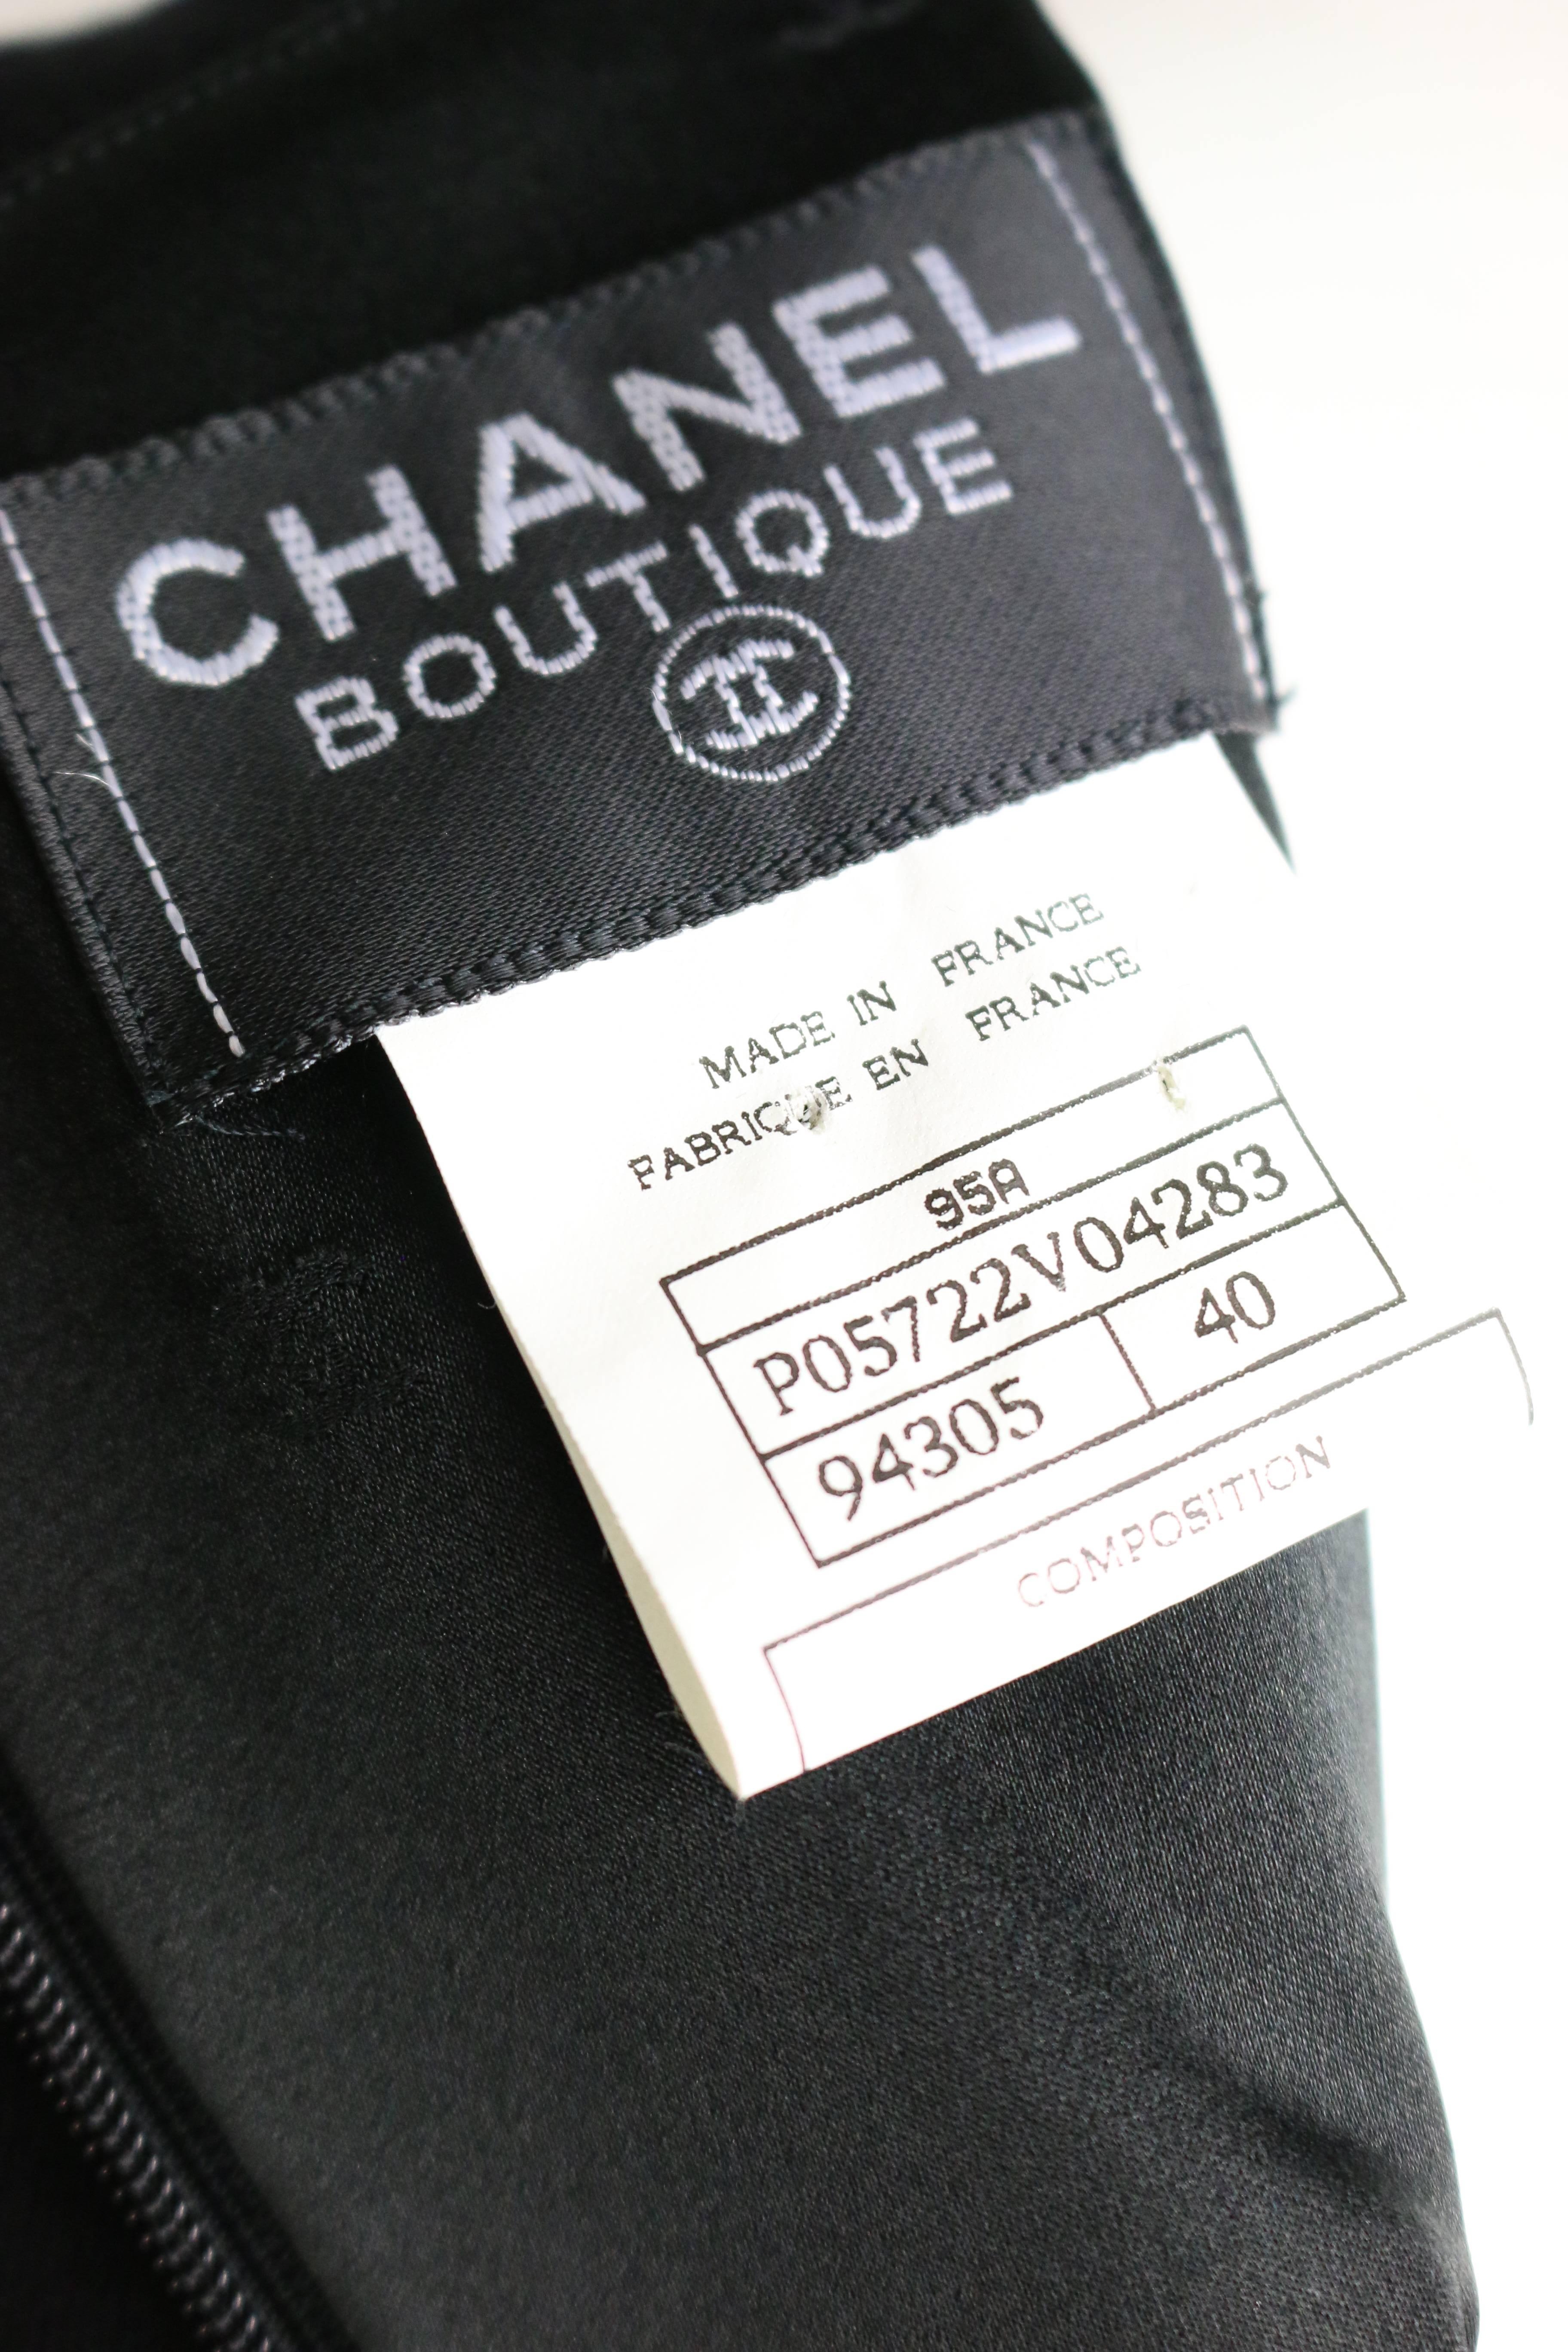 CHANEL
BOUTIQUE
MADE IN FRANCE
FABRIQUE EN FRANCE
95A
P05722V04283
94305 40
COMPOSITION